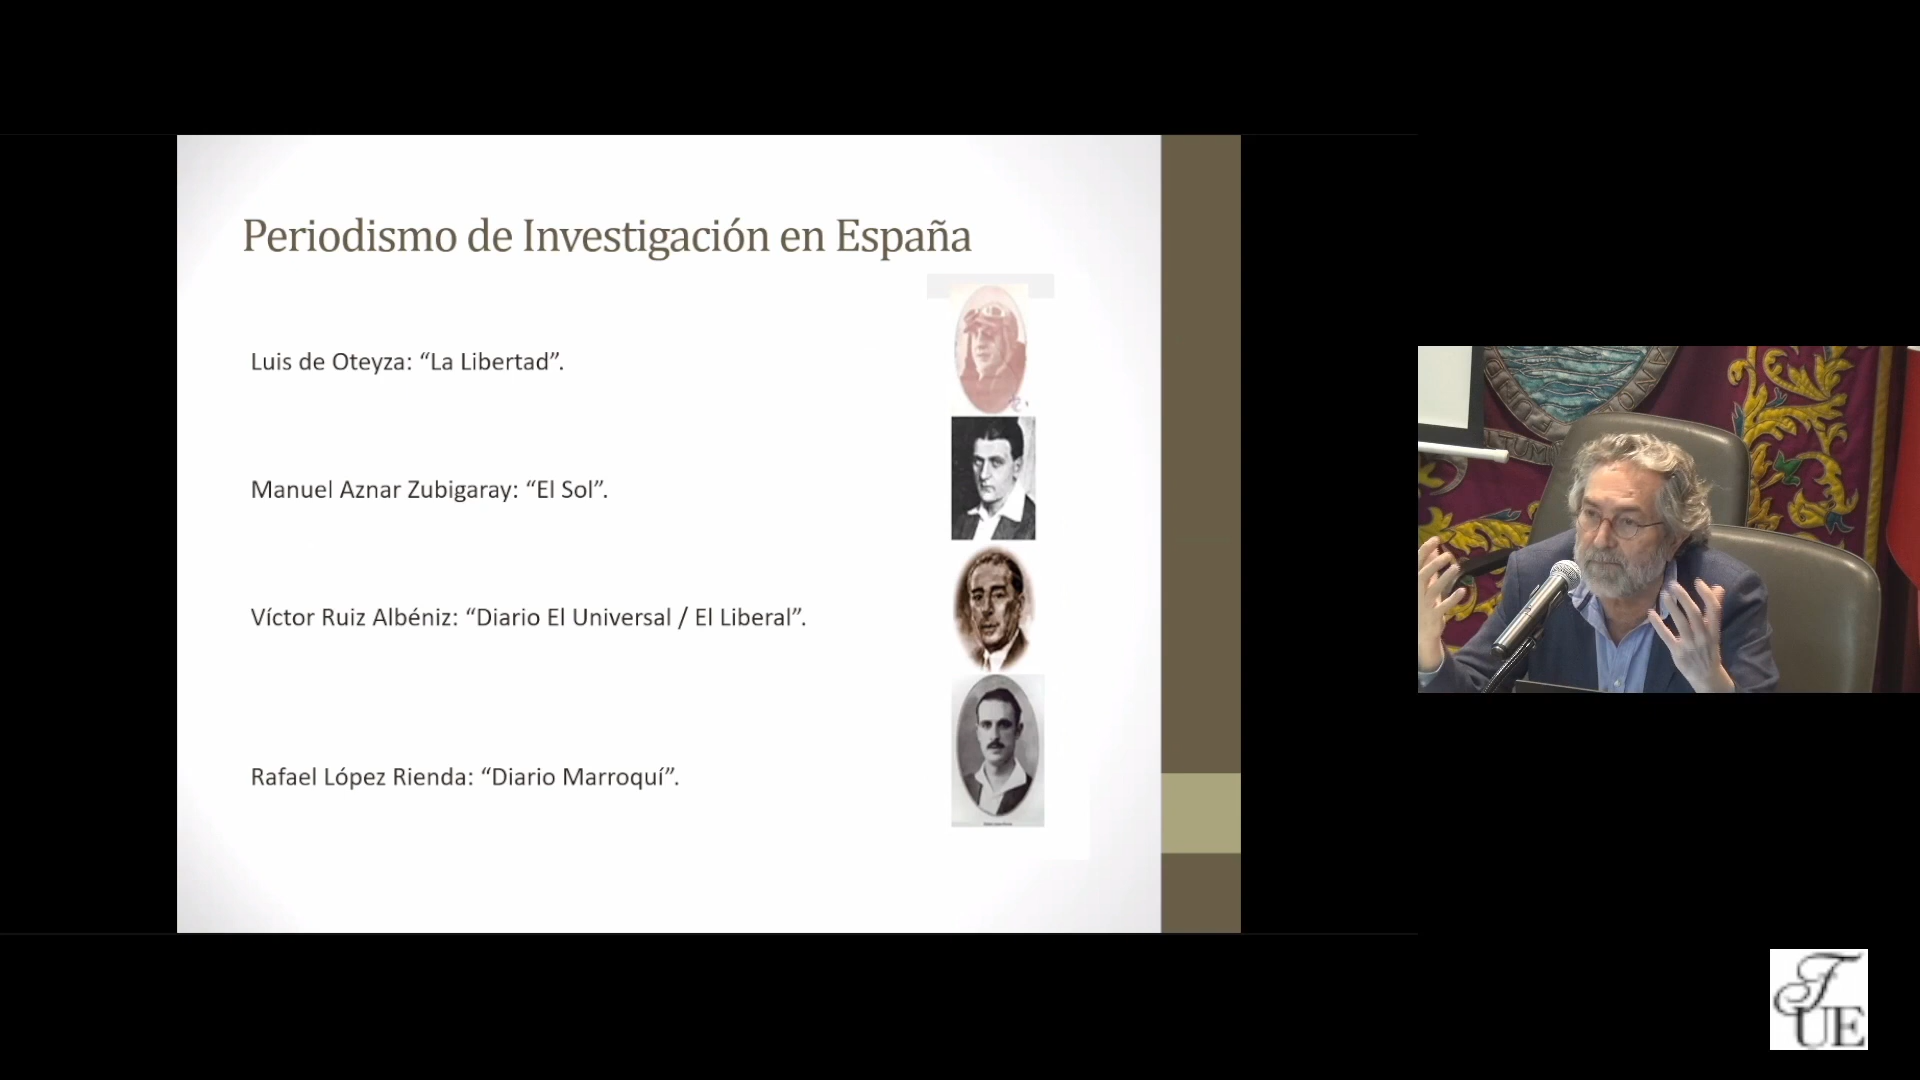 Periodismo de Investigación en España
Luis de Oteyza: “La Libertad”.
Manuel Aznar Zubigaray: “El Sol”.
Víctor Ruiz Albéniz: “Diario El Universal / El Liberal”.
Rafael López Rienda: “Diario Marroquí”.
TUE